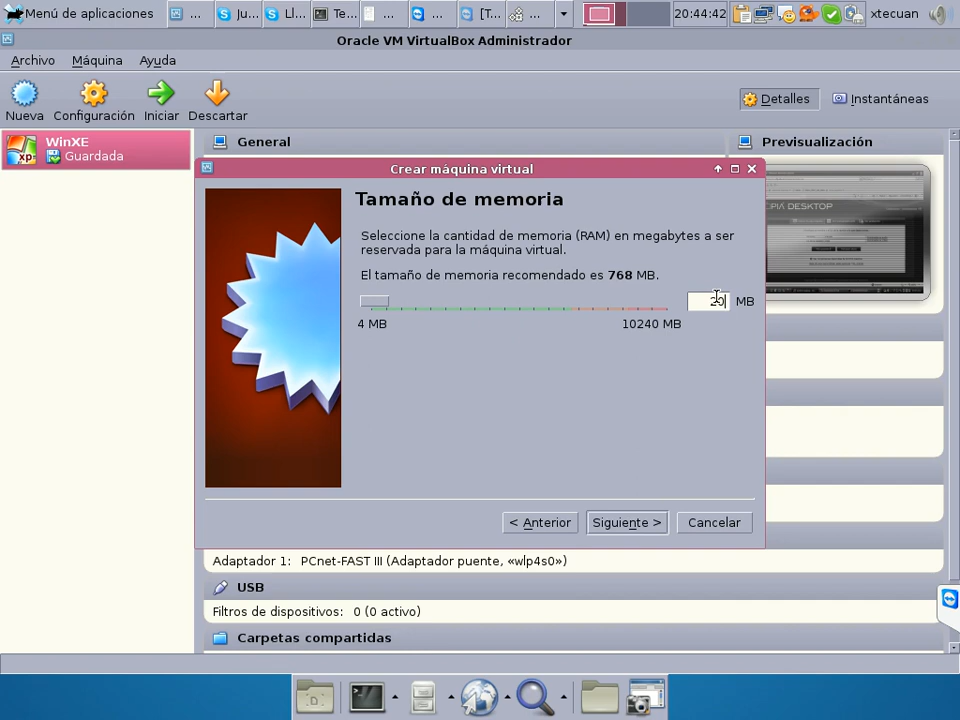 Menú de aplicaciones ... Ju... Ll... Te... ... ... [T... ... 20:44:42 xtecuan
Oracle VM VirtualBox Administrador
Archivo Máquina Ayuda
Nueva Configuración Iniciar Descartar Detalles Instantáneas
WinXE
Guardada
xp
General Previsualización
Crear máquina virtual
Tamaño de memoria
Seleccione la cantidad de memoria (RAM) en megabytes a ser
reservada para la máquina virtual.
El tamaño de memoria recomendado es 768 MB.
20 MB
4 MB 10240 MB
< Anterior Siguiente > Cancelar
Adaptador 1: PCnet-FAST III (Adaptador puente, «wlp4s0»)
USB
Filtros de dispositivos: 0 (0 activo)
Carpetas compartidas